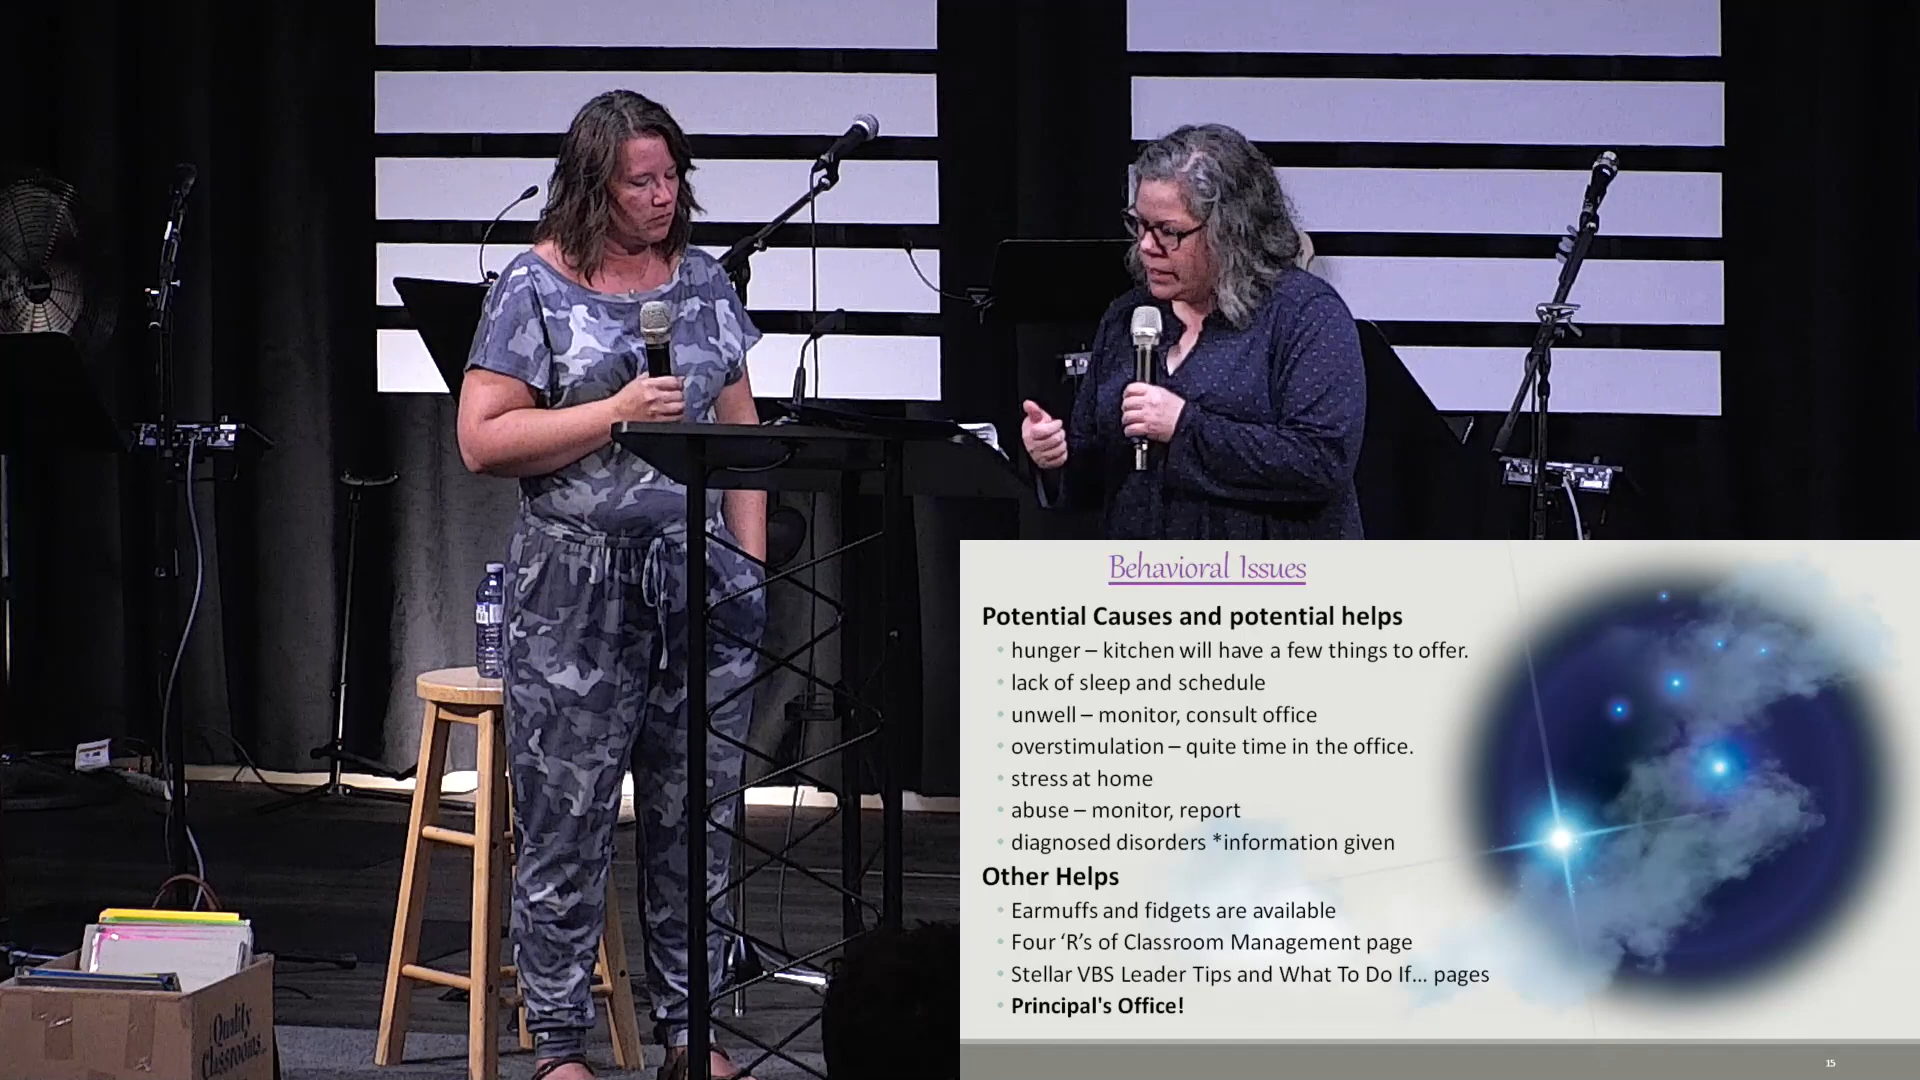 Behavioral Issues
Potential Causes and potential helps
• hunger – kitchen will have a few things to offer.
• lack of sleep and schedule
• unwell – monitor, consult office
• overstimulation – quite time in the office.
• stress at home
• abuse – monitor, report
• diagnosed disorders *information given
Other Helps
• Earmuffs and fidgets are available
• Four ‘R’s of Classroom Management page
• Stellar VBS Leader Tips and What To Do If... pages
• Principal's Office!
15
Quality
Classrooms